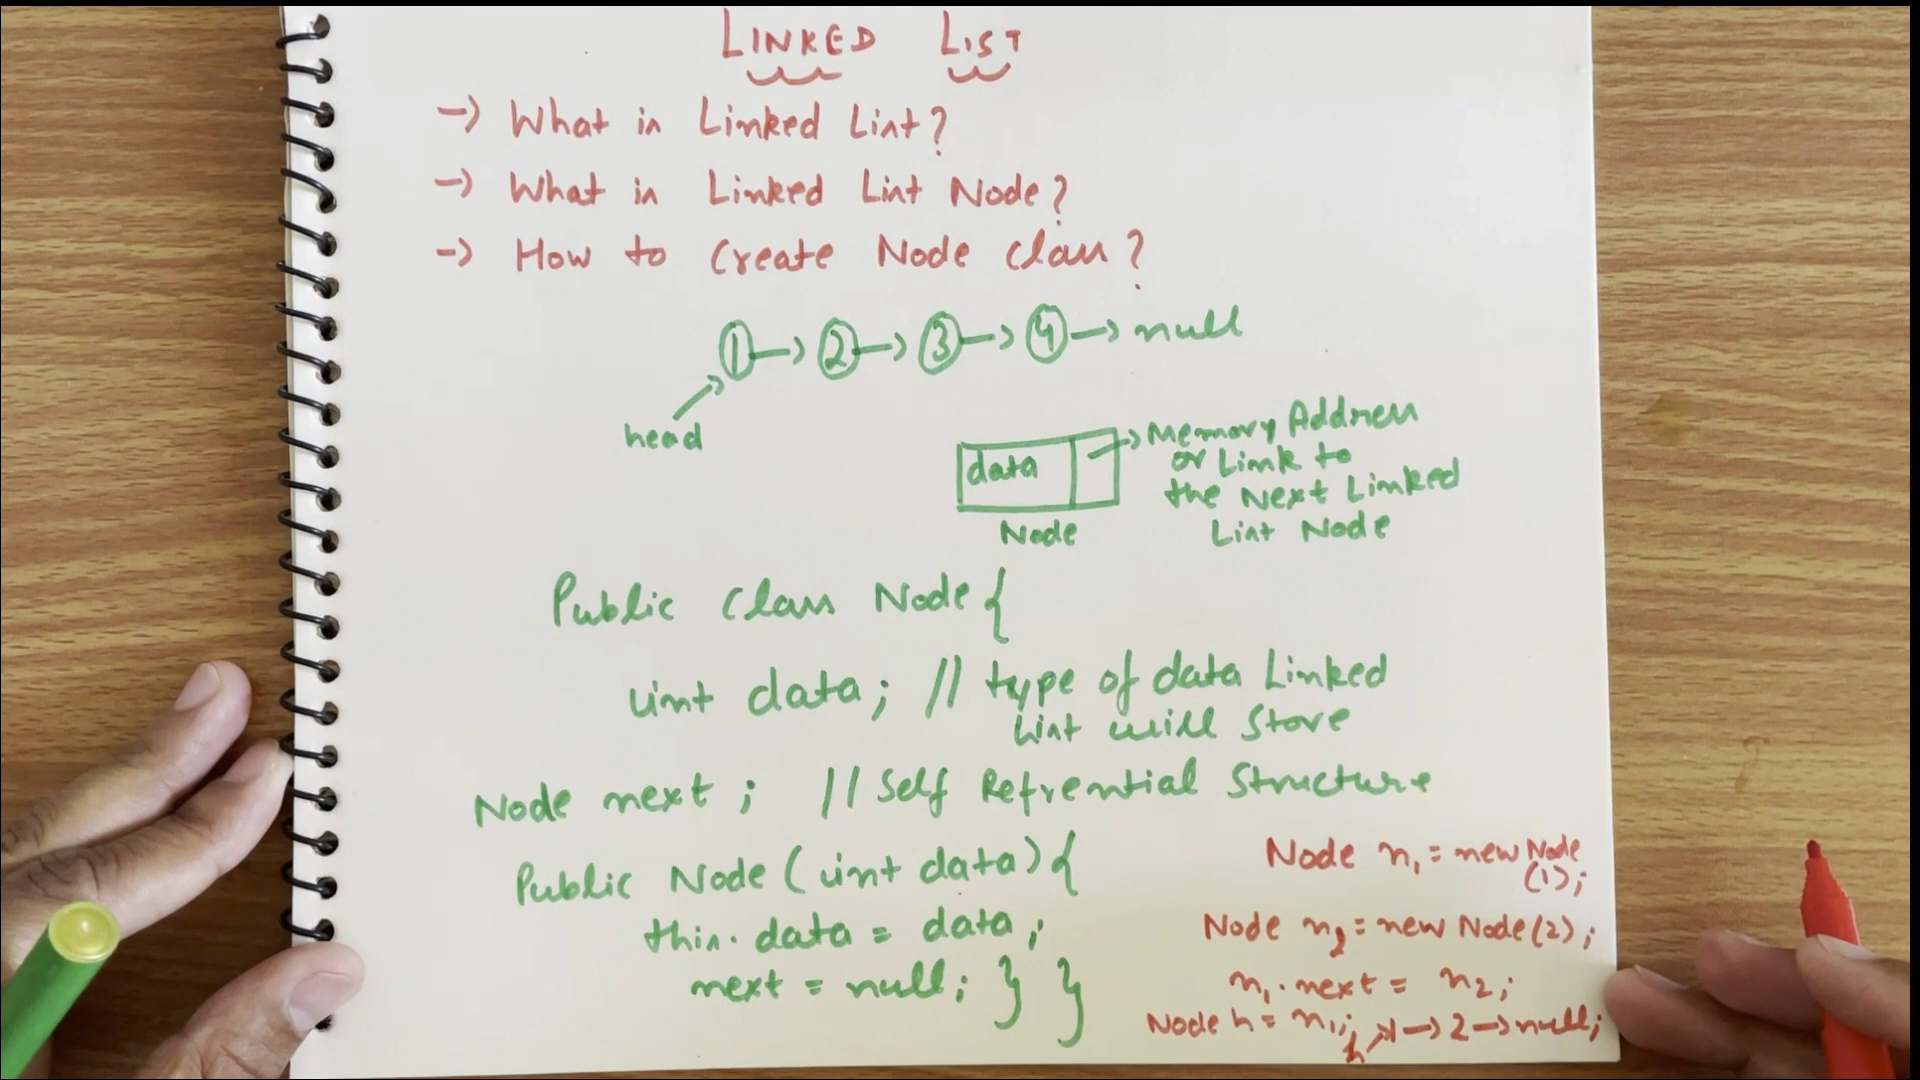 LINKED LIST
-> What is Linked List?
-> What is Linked List Node?
-> How to Create Node Class?
1 -> 2 -> 3 -> 4 -> null
head
data -> Memory Address
or Link to
the Next Linked
List Node
Node
Public Class Node {
int data; // type of data Linked
List will Store
Node next; // Self Refrential Structure
Public Node (int data) {
this.data = data;
next = null; } }
Node n1 = new Node
(1);
Node n2 = new Node(2);
n1.next = n2;
Node h = n1;
h -> 1 -> 2 -> null;